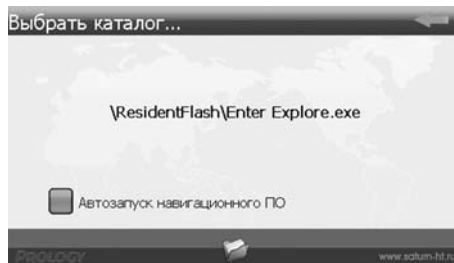 Выбрать каталог...
\ResidentFlash\Enter Explore.exe
Автозапуск навигационного ПО
PROLOGY
www.saturn-ht.ru